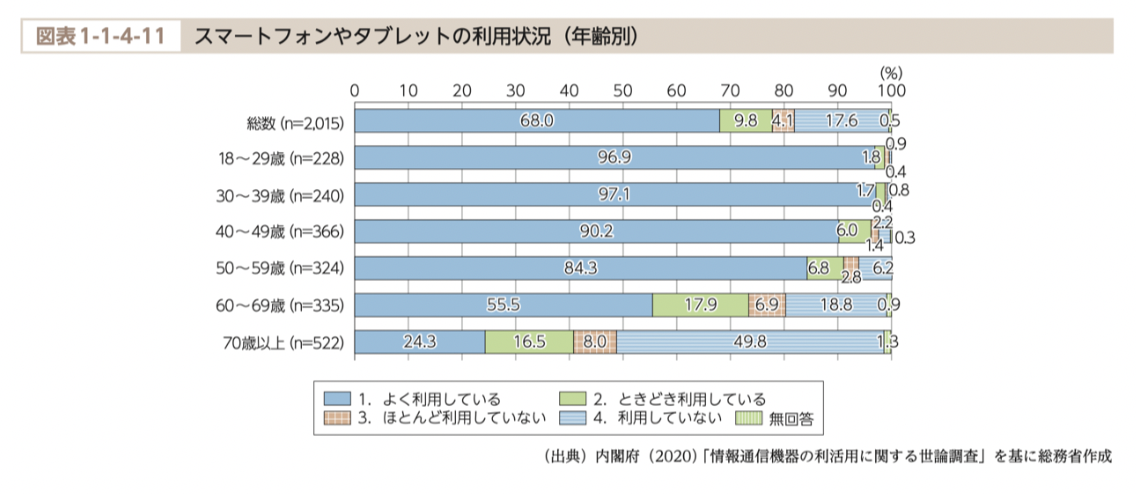 図表1-1-4-11 スマートフォンやタブレットの利用状況（年齢別）
(%)
0 10 20 30 40 50 60 70 80 90 100
総数 (n=2,015) 68.0 9.8 4.1 17.6 0.5
18～29歳 (n=228) 96.9 1.8 0.9 0.4
30～39歳 (n=240) 97.1 1.7 0.4 0.8
40～49歳 (n=366) 90.2 6.0 1.4 2.2 0.3
50～59歳 (n=324) 84.3 6.8 2.8 6.2
60～69歳 (n=335) 55.5 17.9 6.9 18.8 0.9
70歳以上 (n=522) 24.3 16.5 8.0 49.8 1.3
1. よく利用している 2. ときどき利用している
3. ほとんど利用していない 4. 利用していない 無回答
（出典）内閣府（2020）「情報通信機器の利活用に関する世論調査」を基に総務省作成